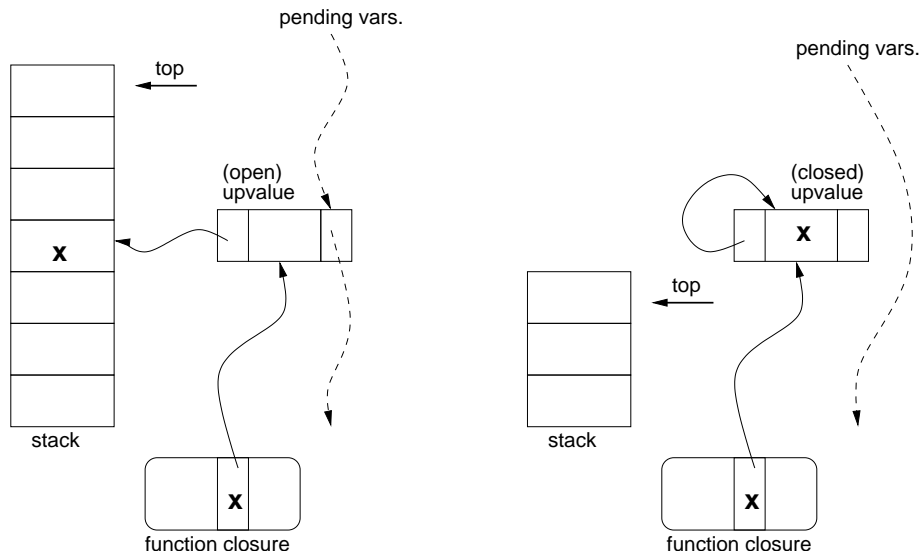 pending vars.
top
(open)
upvalue
x
stack
x
function closure
pending vars.
(closed)
upvalue
x
top
stack
x
function closure